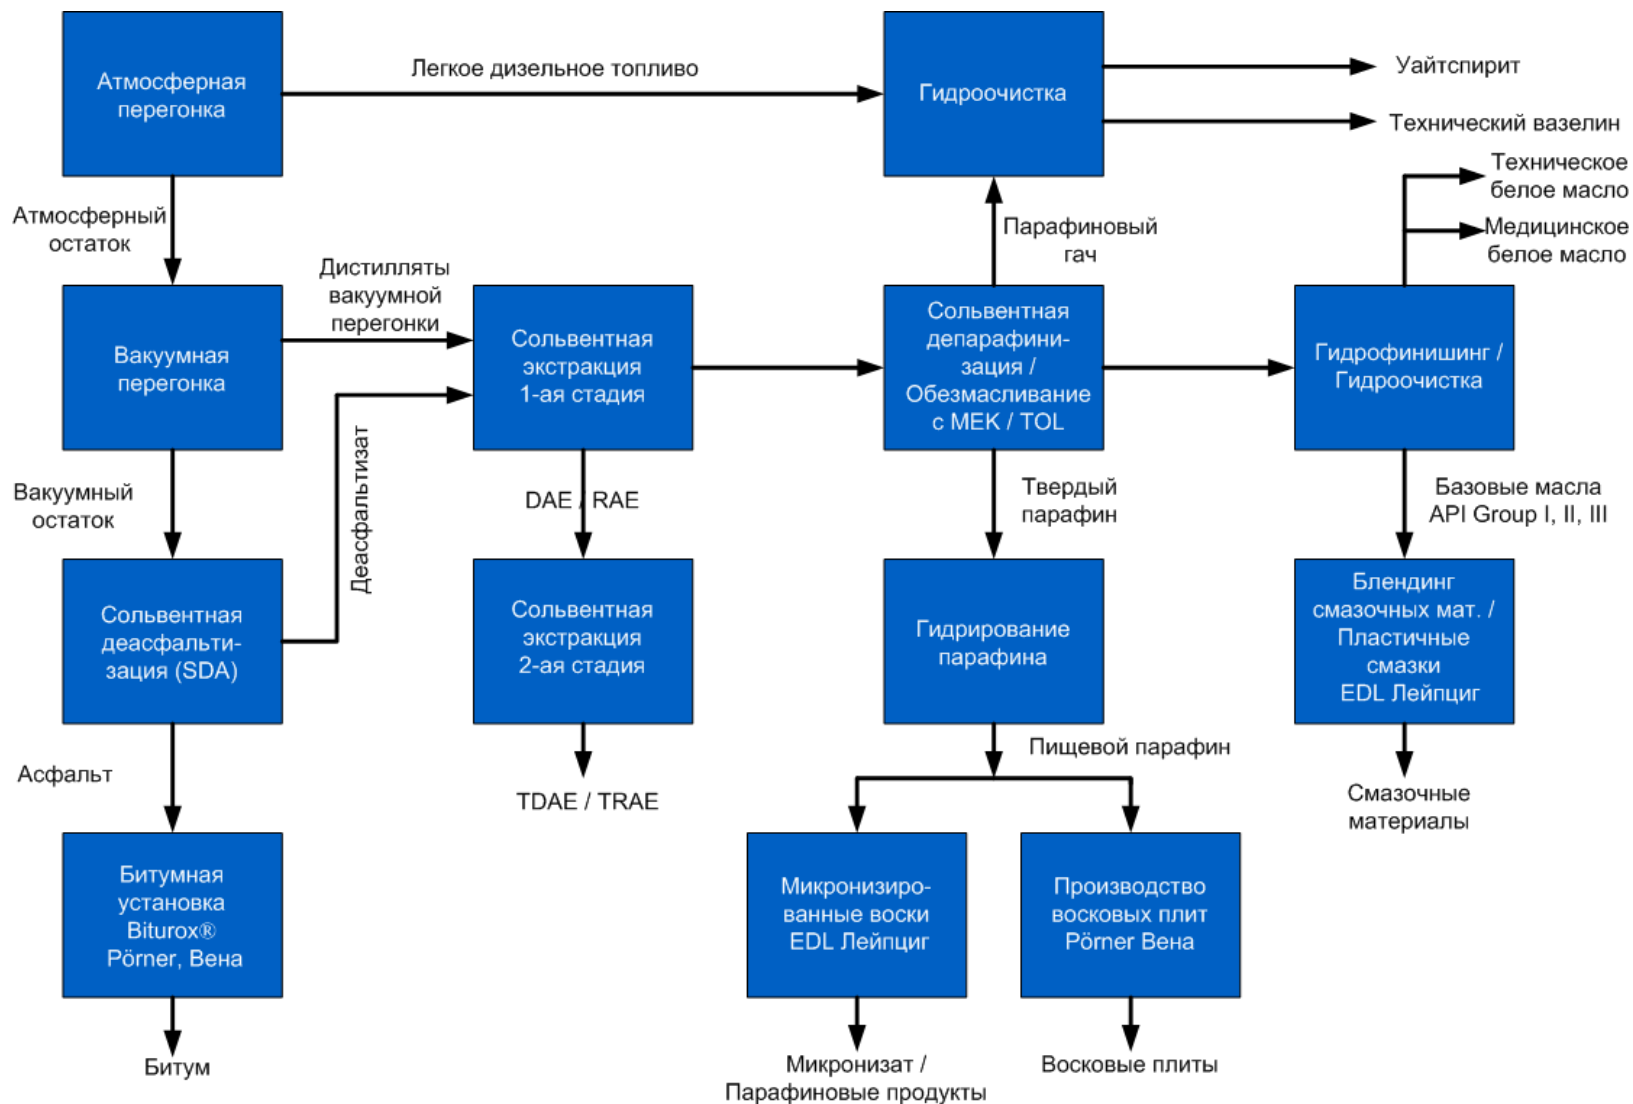 Атмосферная
перегонка
Легкое дизельное топливо
Гидроочистка
Уайтспирит
Технический вазелин
Атмосферный
остаток
Парафиновый
гач
Техническое
белое масло
Медицинское
белое масло
Вакуумная
перегонка
Дистилляты
вакуумной
перегонки
Сольвентная
экстракция
1-ая стадия
Сольвентная
депарафини-
зация /
Обезмасливание
с MEK / TOL
Гидрофинишинг /
Гидроочистка
Вакуумный
остаток
Деасфальтизат
DAE / RAE
Твердый
парафин
Базовые масла
API Group I, II, III
Сольвентная
деасфальти-
зация (SDA)
Сольвентная
экстракция
2-ая стадия
Гидрирование
парафина
Блендинг
смазочных мат. /
Пластичные
смазки
EDL Лейпциг
Асфальт
TDAE / TRAE
Пищевой парафин
Смазочные
материалы
Битумная
установка
Biturox®
Pörner, Вена
Микронизиро-
ванные воски
EDL Лейпциг
Производство
восковых плит
Pörner Вена
Битум
Микронизат /
Парафиновые продукты
Восковые плиты